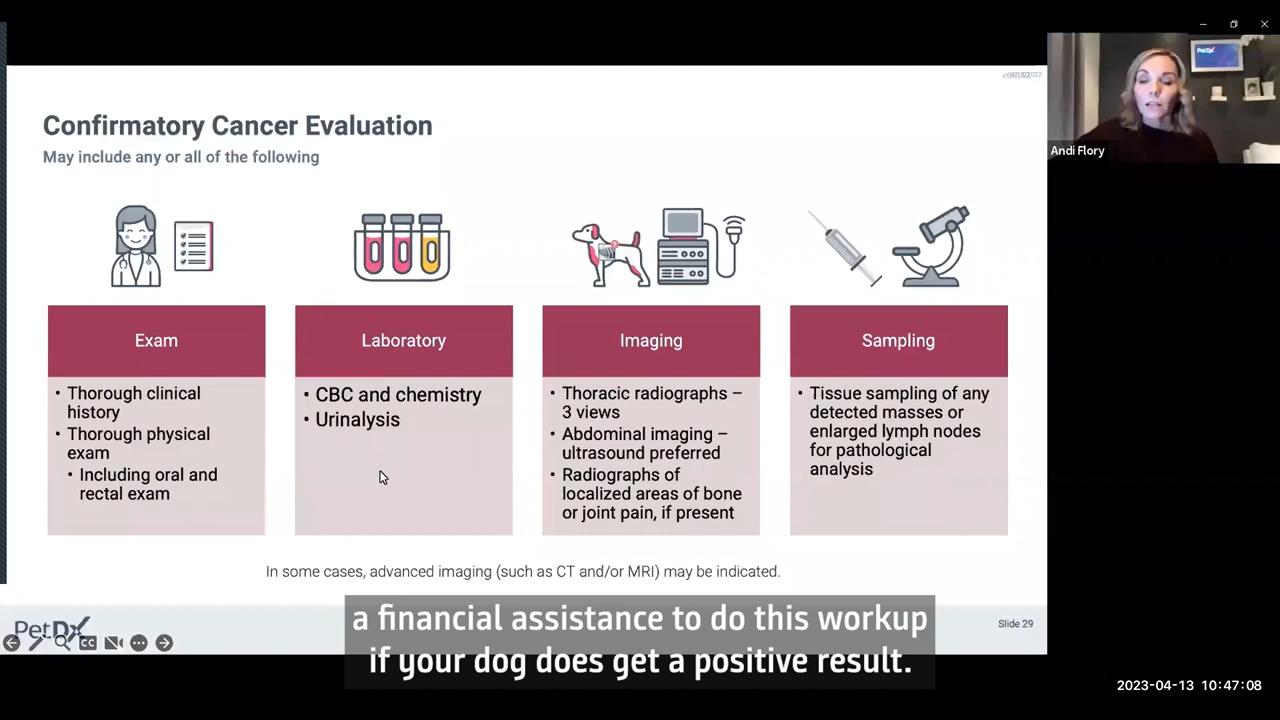 Confirmatory Cancer Evaluation
May include any or all of the following
PetDx
Andi Flory
Exam
Laboratory
Imaging
Sampling
• Thorough clinical
history
• Thorough physical
exam
• Including oral and
rectal exam
• CBC and chemistry
• Urinalysis
• Thoracic radiographs –
3 views
• Abdominal imaging –
ultrasound preferred
• Radiographs of
localized areas of bone
or joint pain, if present
• Tissue sampling of any
detected masses or
enlarged lymph nodes
for pathological
analysis
In some cases, advanced imaging (such as CT and/or MRI) may be indicated.
PetDx
CC
Slide 29
a financial assistance to do this workup
if your dog does get a positive result.
2023-04-13 10:47:08